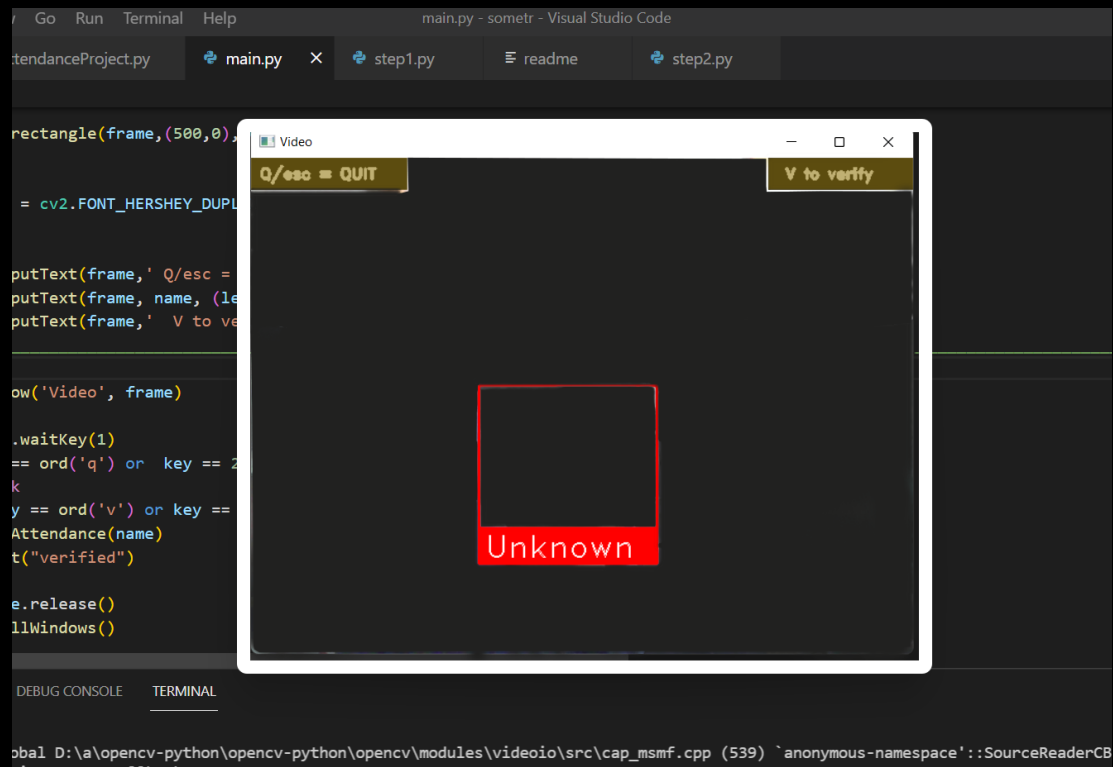 Go Run Terminal Help main.py - sometr - Visual Studio Code
tendanceProject.py main.py step1.py readme step2.py
rectangle(frame,(500,0),
= cv2.FONT_HERSHEY_DUPL
putText(frame,' Q/esc =
putText(frame, name, (le
putText(frame,'  V to ve
ow('Video', frame)
.waitKey(1)
== ord('q') or  key == 2
k
y == ord('v') or key ==
Attendance(name)
t("verified")
e.release()
llWindows()
Video
Q/esc = QUIT V to verify
Unknown
DEBUG CONSOLE TERMINAL
obal D:\a\opencv-python\opencv-python\opencv\modules\videoio\src\cap_msmf.cpp (539) `anonymous-namespace'::SourceReaderCB